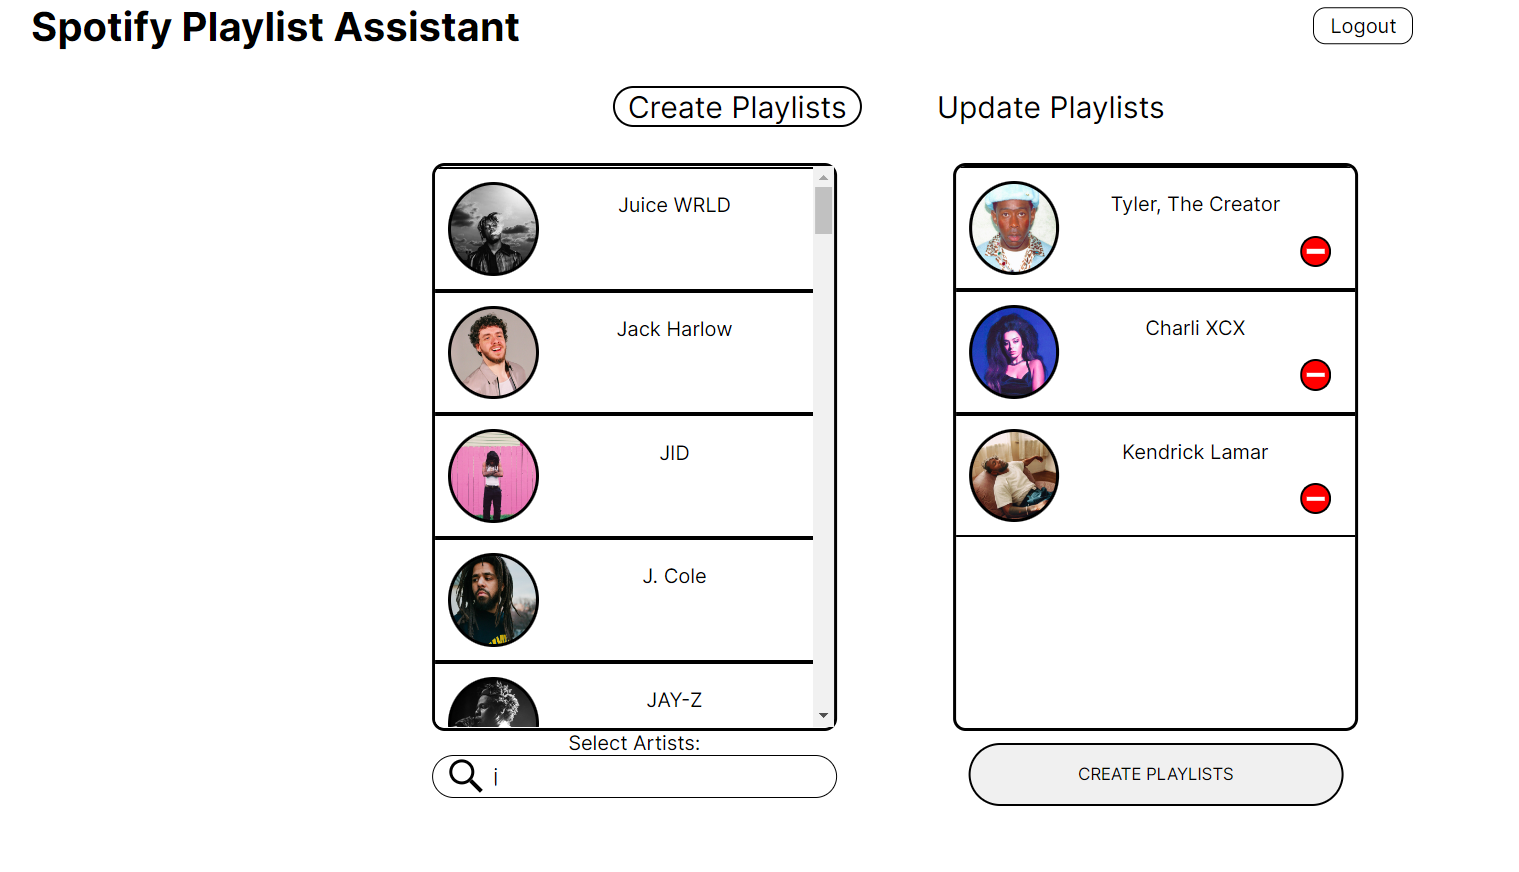 Spotify Playlist Assistant
Logout
Create Playlists
Update Playlists
Juice WRLD
Jack Harlow
JID
J. Cole
JAY-Z
Select Artists:
j
Tyler, The Creator
Charli XCX
Kendrick Lamar
CREATE PLAYLISTS